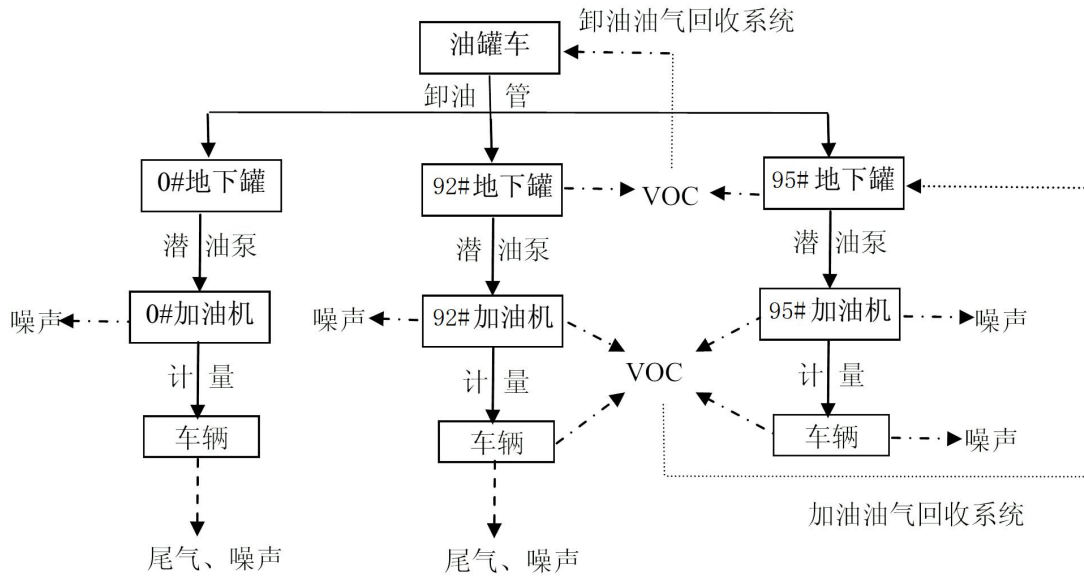 卸油油气回收系统
油罐车
卸油 管
0#地下罐
92#地下罐
VOC
95#地下罐
潜 油泵
潜 油泵
潜 油泵
噪声
0#加油机
噪声
92#加油机
95#加油机
噪声
VOC
计 量
计 量
计 量
车辆
车辆
车辆
噪声
加油油气回收系统
尾气、噪声
尾气、噪声